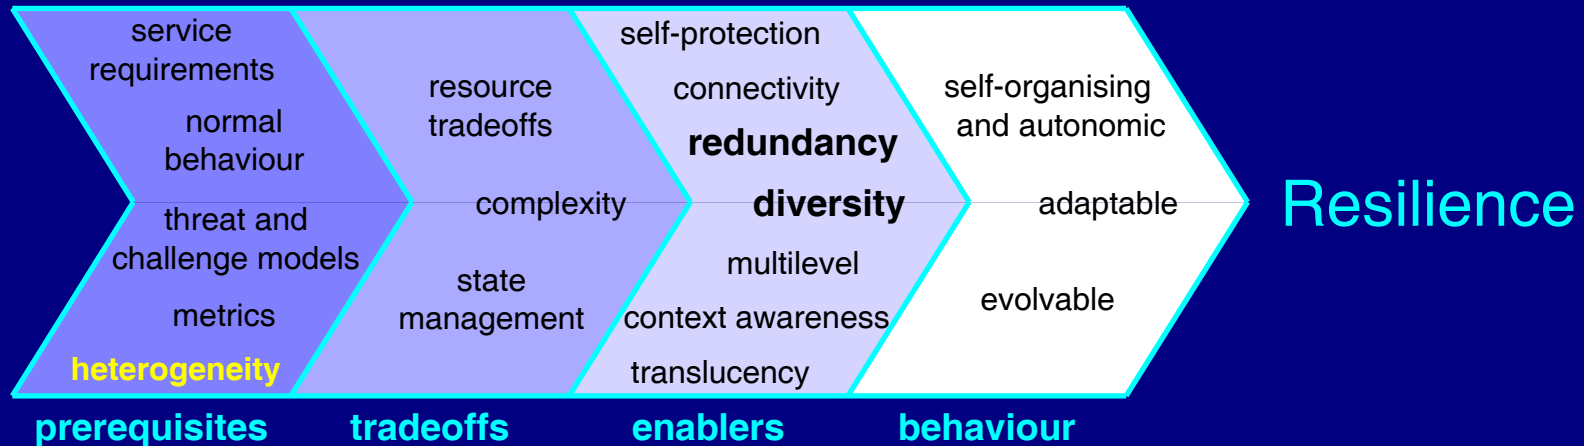 service
requirements
normal
behaviour
threat and
challenge models
metrics
heterogeneity
prerequisites
resource
tradeoffs
complexity
state
management
tradeoffs
self-protection
connectivity
redundancy
diversity
multilevel
context awareness
translucency
enablers
self-organising
and autonomic
adaptable
evolvable
behaviour
Resilience